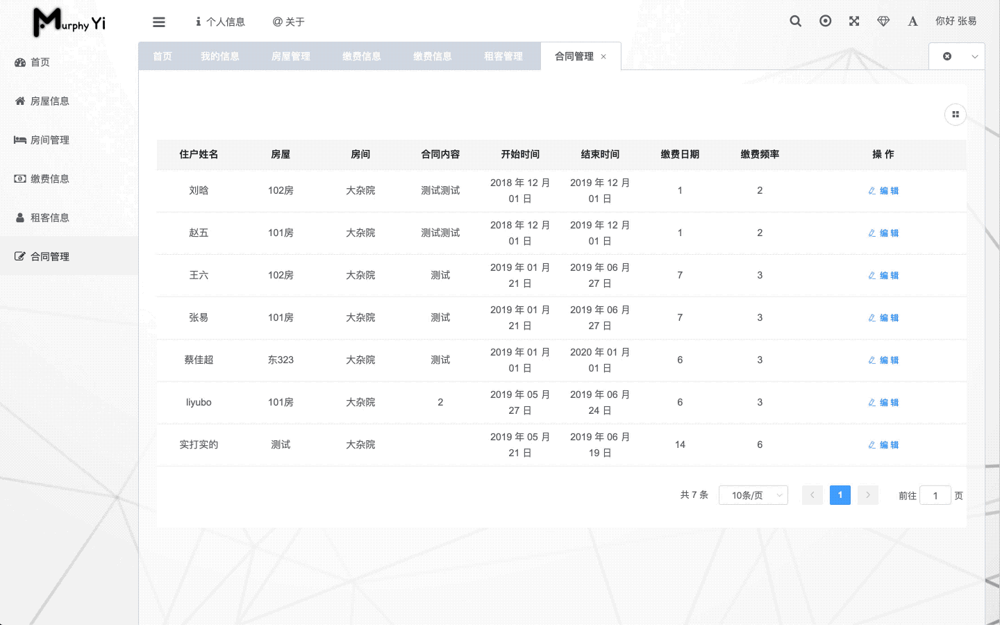 Murphy Yi
个人信息
@ 关于
你好 张易
首页
房屋信息
房间管理
缴费信息
租客信息
合同管理
首页
我的信息
房屋管理
缴费信息
缴费信息
租客管理
合同管理
住户姓名 房屋 房间 合同内容 开始时间 结束时间 缴费日期 缴费频率 操 作
刘晗 102房 大杂院 测试测试 2018 年 12 月 2019 年 12 月 1 2 编 辑
01 日 01 日
赵五 101房 大杂院 测试测试 2018 年 12 月 2019 年 12 月 1 2 编 辑
01 日 01 日
王六 102房 大杂院 测试 2019 年 01 月 2019 年 06 月 7 3 编 辑
21 日 27 日
张易 101房 大杂院 测试 2019 年 01 月 2019 年 06 月 7 3 编 辑
21 日 27 日
蔡佳超 东323 大杂院 测试 2019 年 01 月 2020 年 01 月 6 3 编 辑
01 日 01 日
liyubo 101房 大杂院 2 2019 年 05 月 2019 年 06 月 6 3 编 辑
27 日 24 日
实打实的 测试 大杂院 2019 年 05 月 2019 年 06 月 14 6 编 辑
21 日 19 日
共 7 条 10条/页 1 前往 1 页